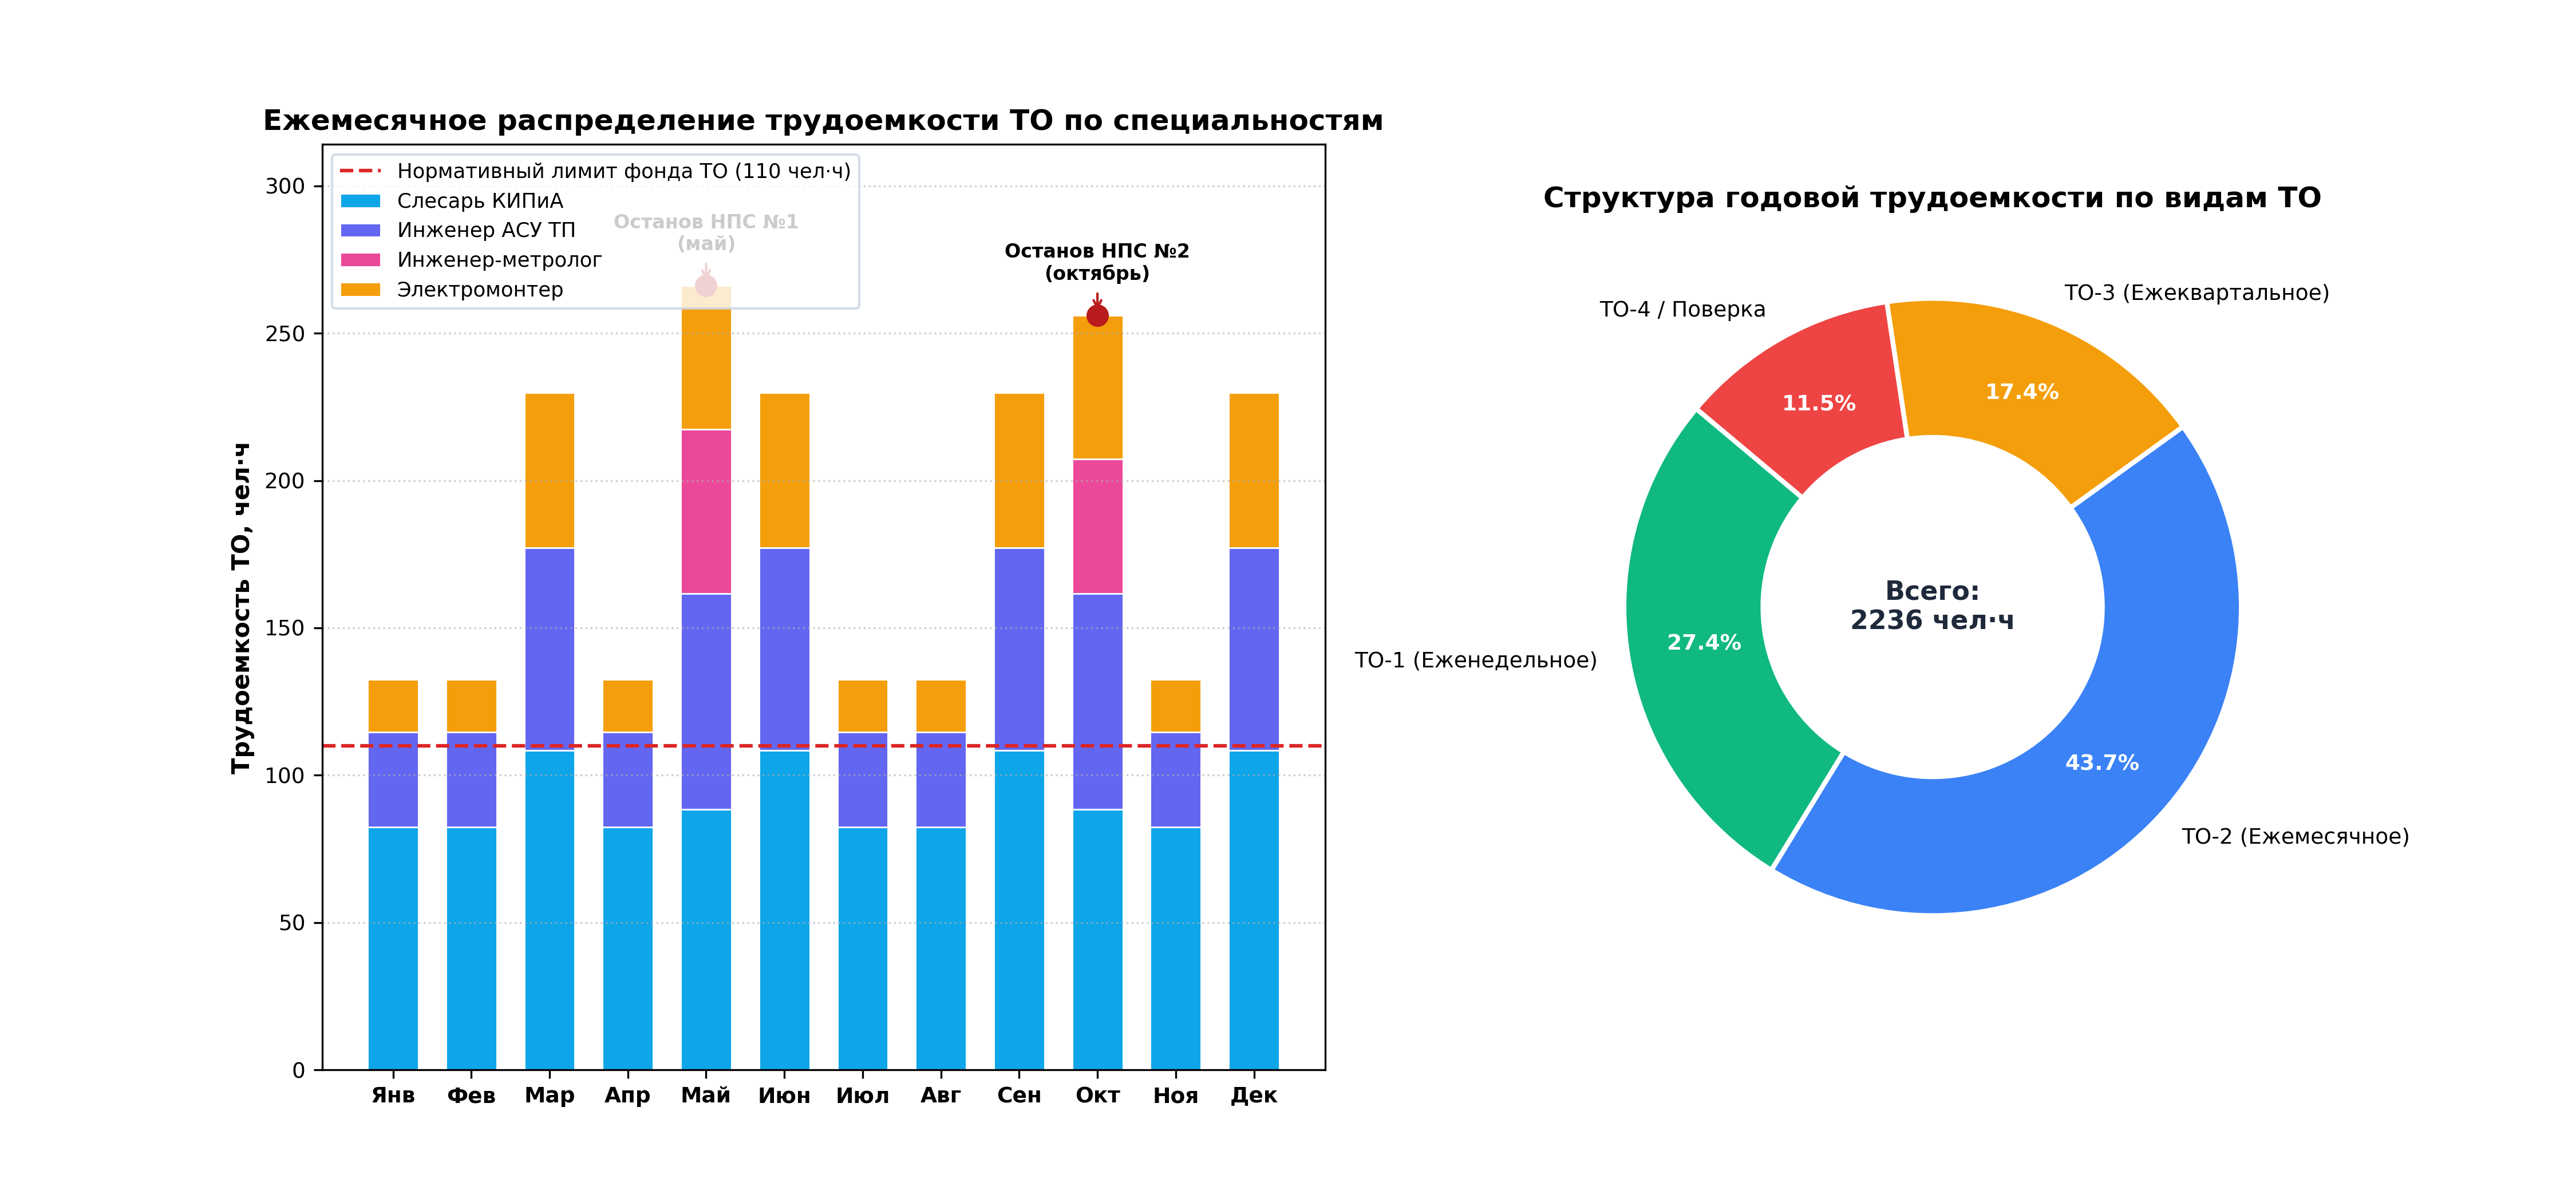 Ежемесячное распределение трудоемкости ТО по специальностям
Нормативный лимит фонда ТО (110 чел·ч)
Слесарь КИПиА
Инженер АСУ ТП
Инженер-метролог
Электромонтер
Останов НПС №1
(май)
Останов НПС №2
(октябрь)
Трудоемкость ТО, чел·ч
300
250
200
150
100
50
0
Янв Фев Мар Апр Май Июн Июл Авг Сен Окт Ноя Дек
Структура годовой трудоемкости по видам ТО
ТО-3 (Ежеквартальное)
ТО-4 / Поверка
17.4%
11.5%
Всего:
2236 чел·ч
27.4%
ТО-1 (Еженедельное)
43.7%
ТО-2 (Ежемесячное)